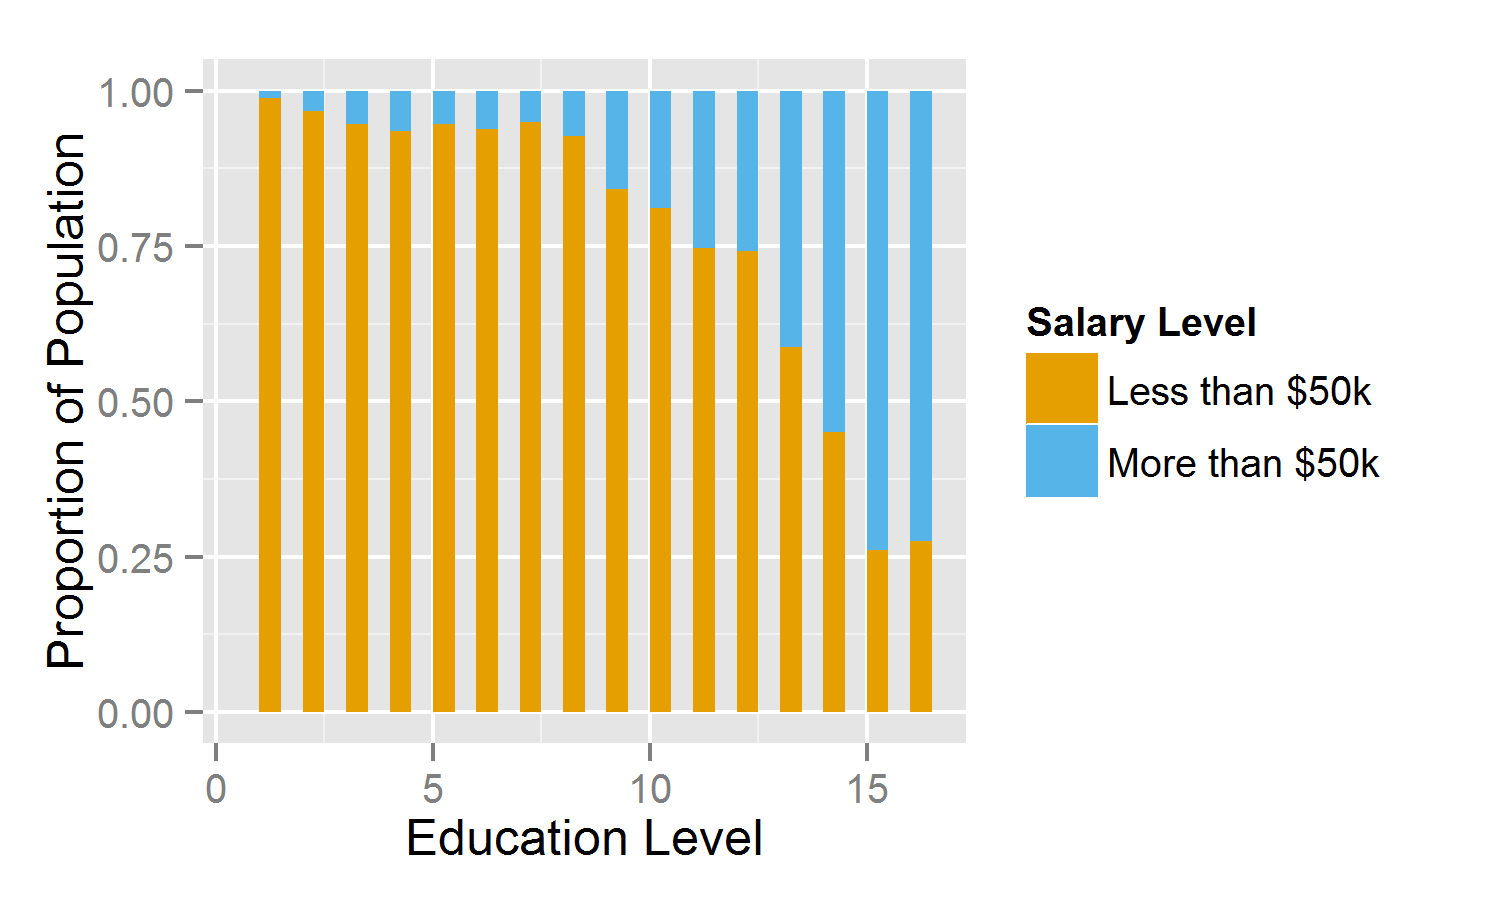 Proportion of Population
1.00
0.75
0.50
0.25
0.00
0 5 10 15
Education Level
Salary Level
Less than $50k
More than $50k